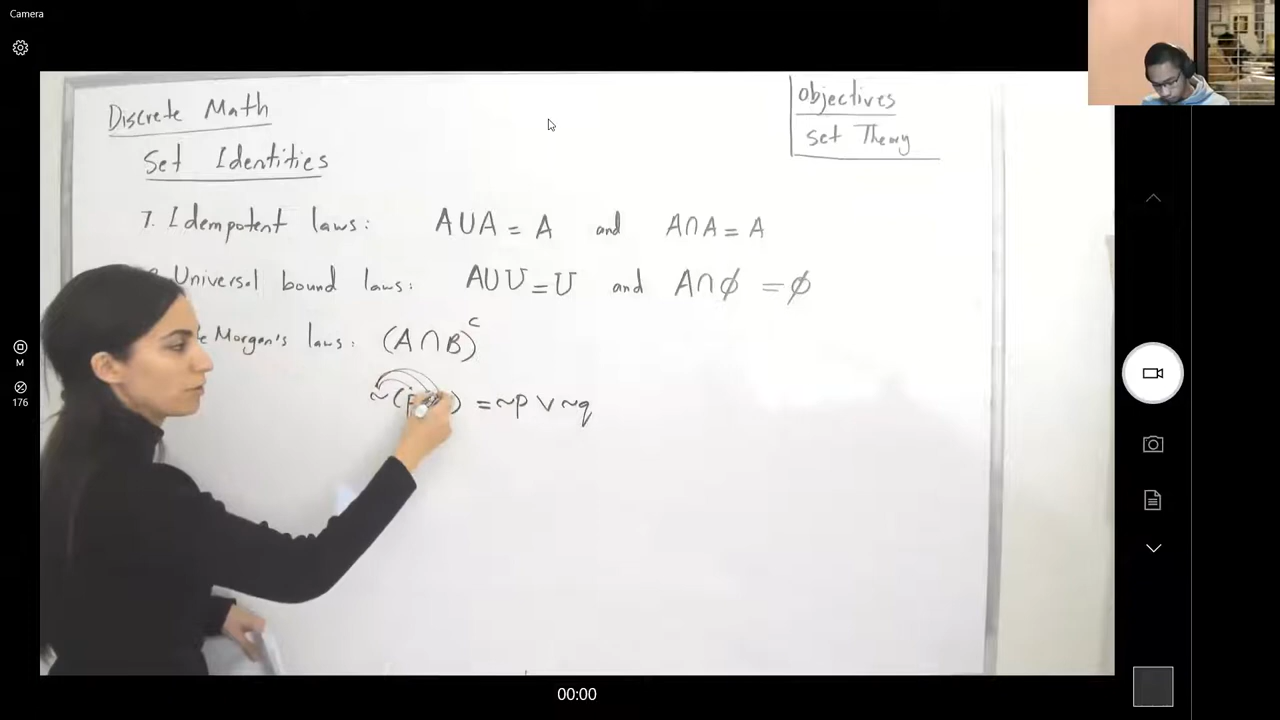 Camera
Discrete Math
Objectives
Set Theory
Set Identities
7. Idempotent laws: A∪A = A and A∩A = A
Universal bound laws: A∪U = U and A∩ϕ = ϕ
Morgan's laws: (A∩B)ᶜ
= ~p ∨ ~q
M
176
00:00